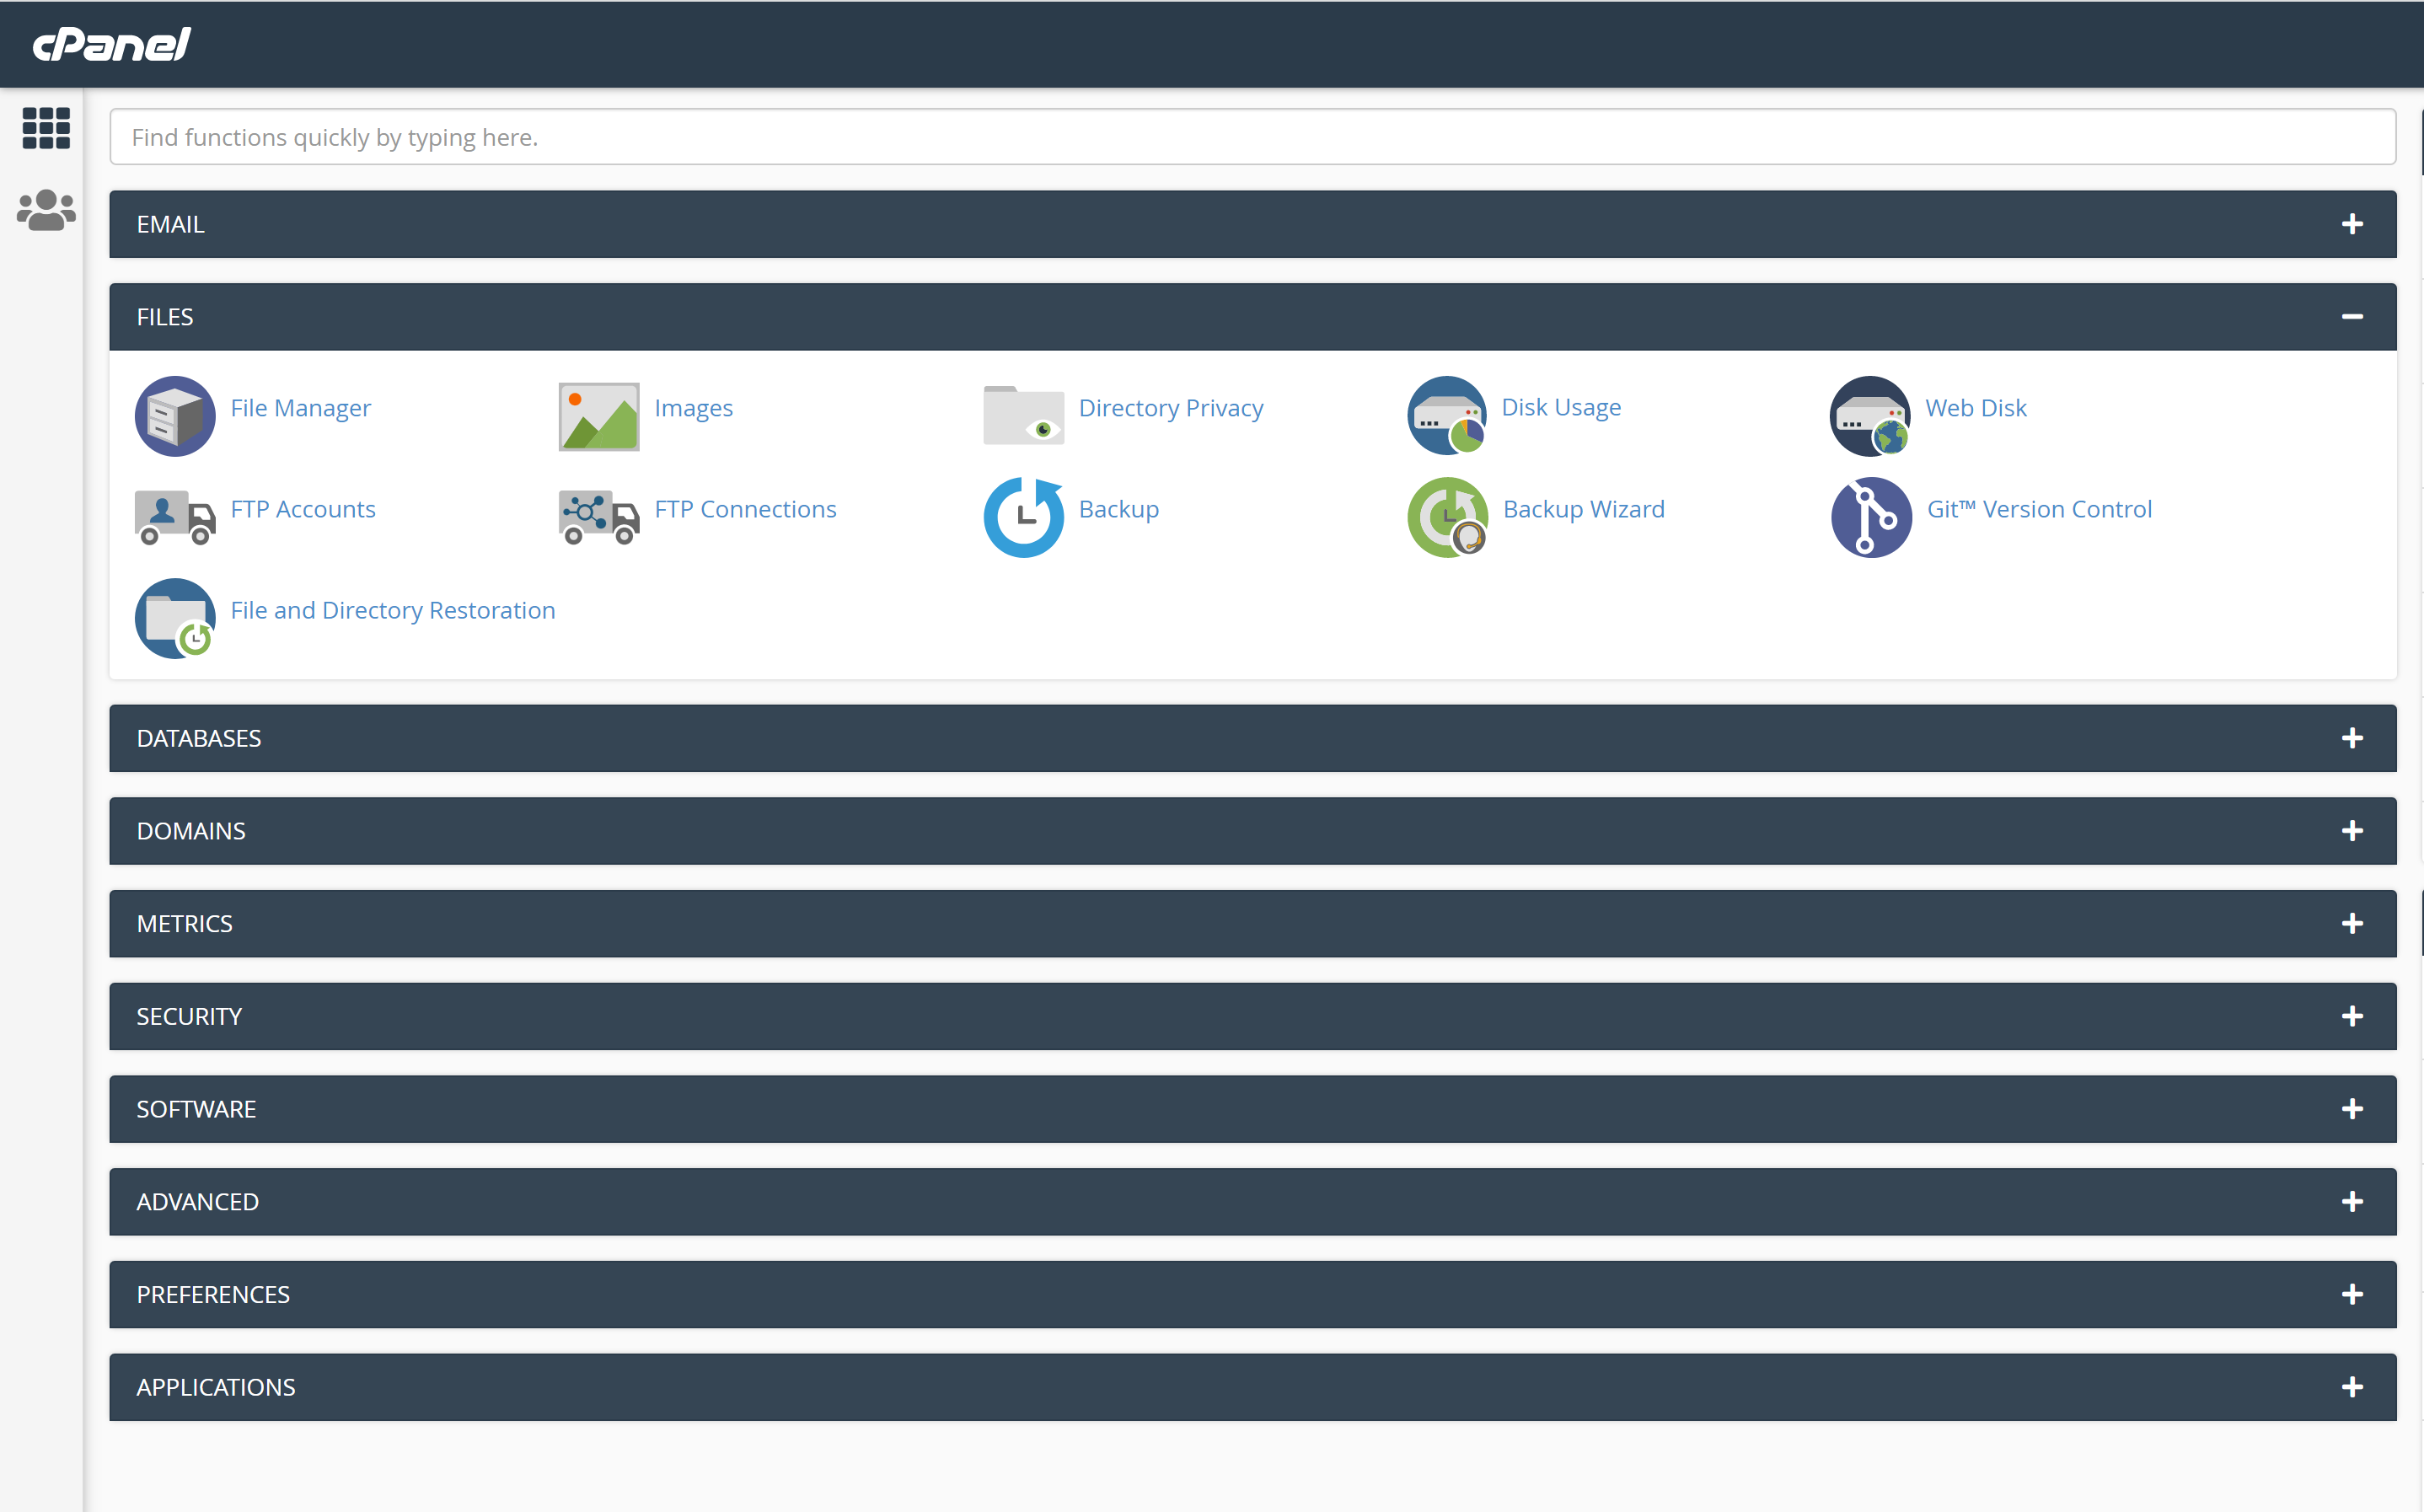 cPanel
Find functions quickly by typing here.
EMAIL
FILES
File Manager
Images
Directory Privacy
Disk Usage
Web Disk
FTP Accounts
FTP Connections
Backup
Backup Wizard
Git™ Version Control
File and Directory Restoration
DATABASES
DOMAINS
METRICS
SECURITY
SOFTWARE
ADVANCED
PREFERENCES
APPLICATIONS